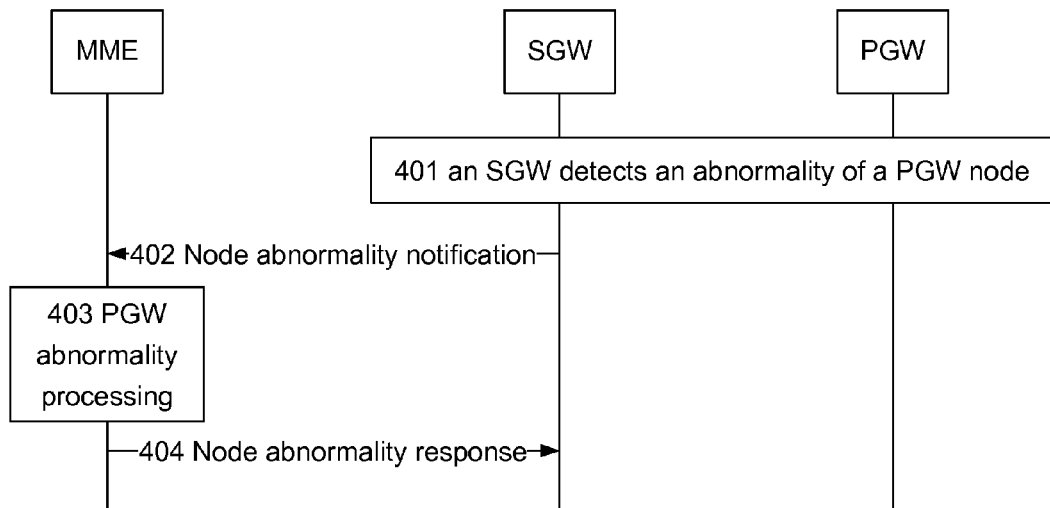 MME
SGW
PGW
401 an SGW detects an abnormality of a PGW node
402 Node abnormality notification
403 PGW
abnormality
processing
404 Node abnormality response